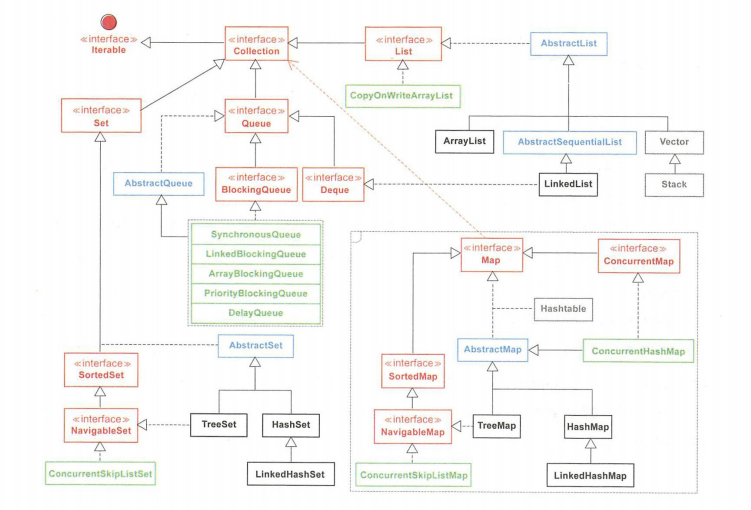 ≪interface≫
Iterable
≪interface≫
Collection
≪interface≫
List
AbstractList
CopyOnWriteArrayList
≪interface≫
Set
≪interface≫
Queue
ArrayList
AbstractSequentialList
Vector
AbstractQueue
≪interface≫
BlockingQueue
≪interface≫
Deque
LinkedList
Stack
SynchronousQueue
LinkedBlockingQueue
ArrayBlockingQueue
PriorityBlockingQueue
DelayQueue
≪interface≫
Map
≪interface≫
ConcurrentMap
Hashtable
AbstractSet
AbstractMap
ConcurrentHashMap
≪interface≫
SortedSet
≪interface≫
SortedMap
≪interface≫
NavigableSet
TreeSet
HashSet
≪interface≫
NavigableMap
TreeMap
HashMap
ConcurrentSkipListSet
LinkedHashSet
ConcurrentSkipListMap
LinkedHashMap